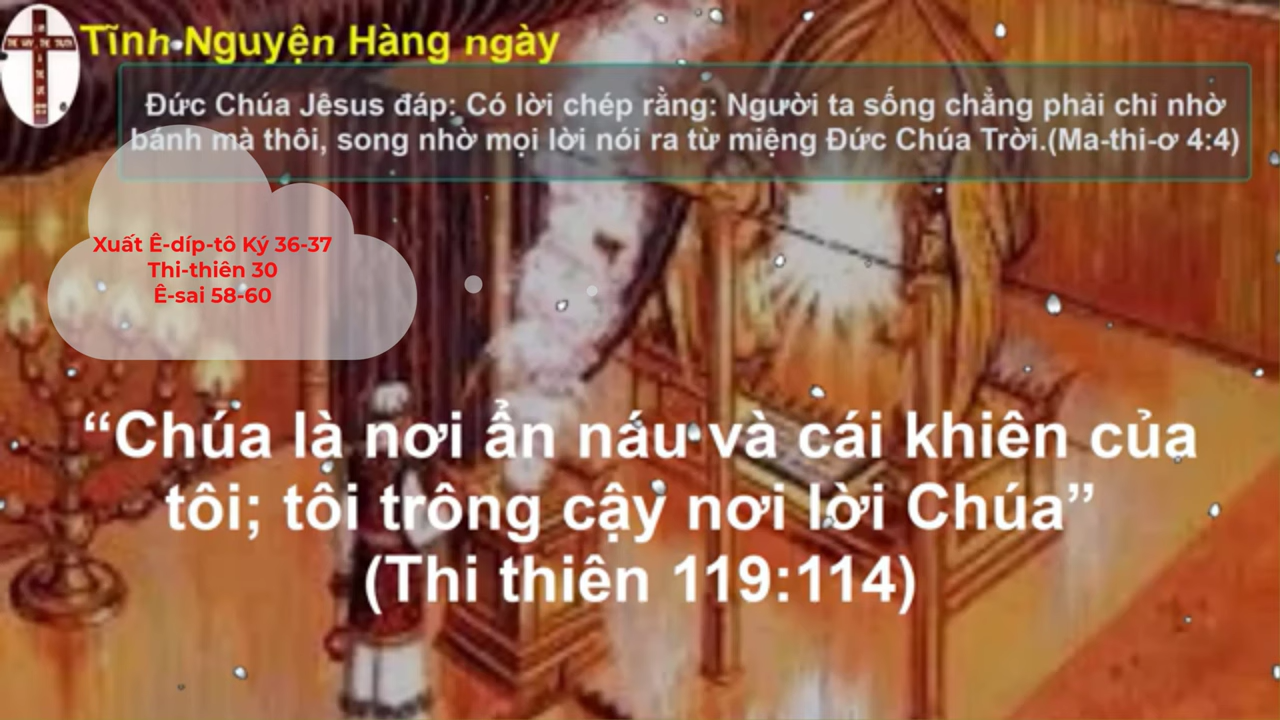 Tĩnh Nguyện Hàng ngày
Đức Chúa Jêsus đáp: Có lời chép rằng: Người ta sống chẳng phải chỉ nhờ
bánh mà thôi, song nhờ mọi lời nói ra từ miệng Đức Chúa Trời.(Ma-thi-ơ 4:4)
Xuất Ê-díp-tô Ký 36-37
Thi-thiên 30
Ê-sai 58-60
“Chúa là nơi ẩn náu và cái khiên của
tôi; tôi trông cậy nơi lời Chúa”
(Thi thiên 119:114)